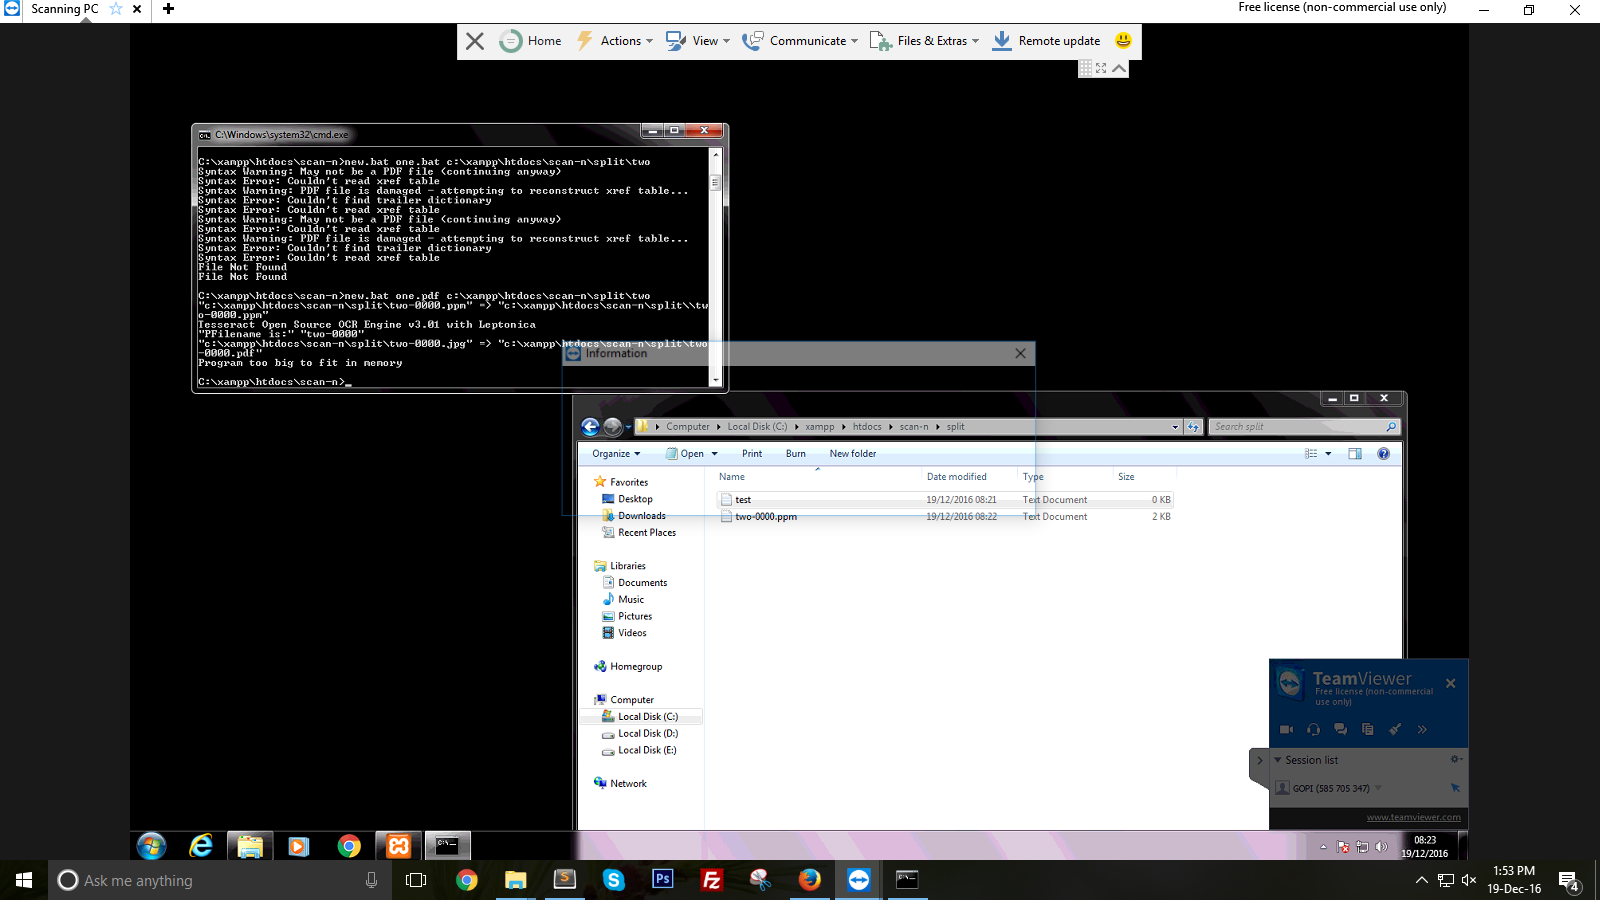 Scanning PC
Free license (non-commercial use only)
Home
Actions
View
Communicate
Files & Extras
Remote update
C:\Windows\system32\cmd.exe
C:\xampp\htdocs\scan-n>new.bat one.bat c:\xampp\htdocs\scan-n\split\two
Syntax Warning: May not be a PDF file (continuing anyway)
Syntax Error: Couldn't read xref table
Syntax Warning: PDF file is damaged - attempting to reconstruct xref table...
Syntax Error: Couldn't find trailer dictionary
Syntax Error: Couldn't read xref table
Syntax Warning: May not be a PDF file (continuing anyway)
Syntax Error: Couldn't read xref table
Syntax Warning: PDF file is damaged - attempting to reconstruct xref table...
Syntax Error: Couldn't find trailer dictionary
Syntax Error: Couldn't read xref table
File Not Found
File Not Found
C:\xampp\htdocs\scan-n>new.bat one.pdf c:\xampp\htdocs\scan-n\split\two
"c:\xampp\htdocs\scan-n\split\two-0000.ppm" => "c:\xampp\htdocs\scan-n\split\\tw
o-0000.ppm"
Tesseract Open Source OCR Engine v3.01 with Leptonica
"PFilename is:" "two-0000"
"c:\xampp\htdocs\scan-n\split\two-0000.jpg" => "c:\xampp\htdocs\scan-n\split\two
-0000.pdf"
Program too big to fit in memory
C:\xampp\htdocs\scan-n>_
Information
Computer
Local Disk (C:)
xampp
htdocs
scan-n
split
Search split
Organize
Open
Print
Burn
New folder
Name
Date modified
Type
Size
test
19/12/2016 08:21
Text Document
0 KB
two-0000.ppm
19/12/2016 08:22
Text Document
2 KB
Favorites
Desktop
Downloads
Recent Places
Libraries
Documents
Music
Pictures
Videos
Homegroup
Computer
Local Disk (C:)
Local Disk (D:)
Local Disk (E:)
Network
TeamViewer
Free license (non-commercial
use only)
Session list
GOPI (585 705 347)
www.teamviewer.com
08:23
19/12/2016
Ask me anything
Ps
Fz
1:53 PM
19-Dec-16
4